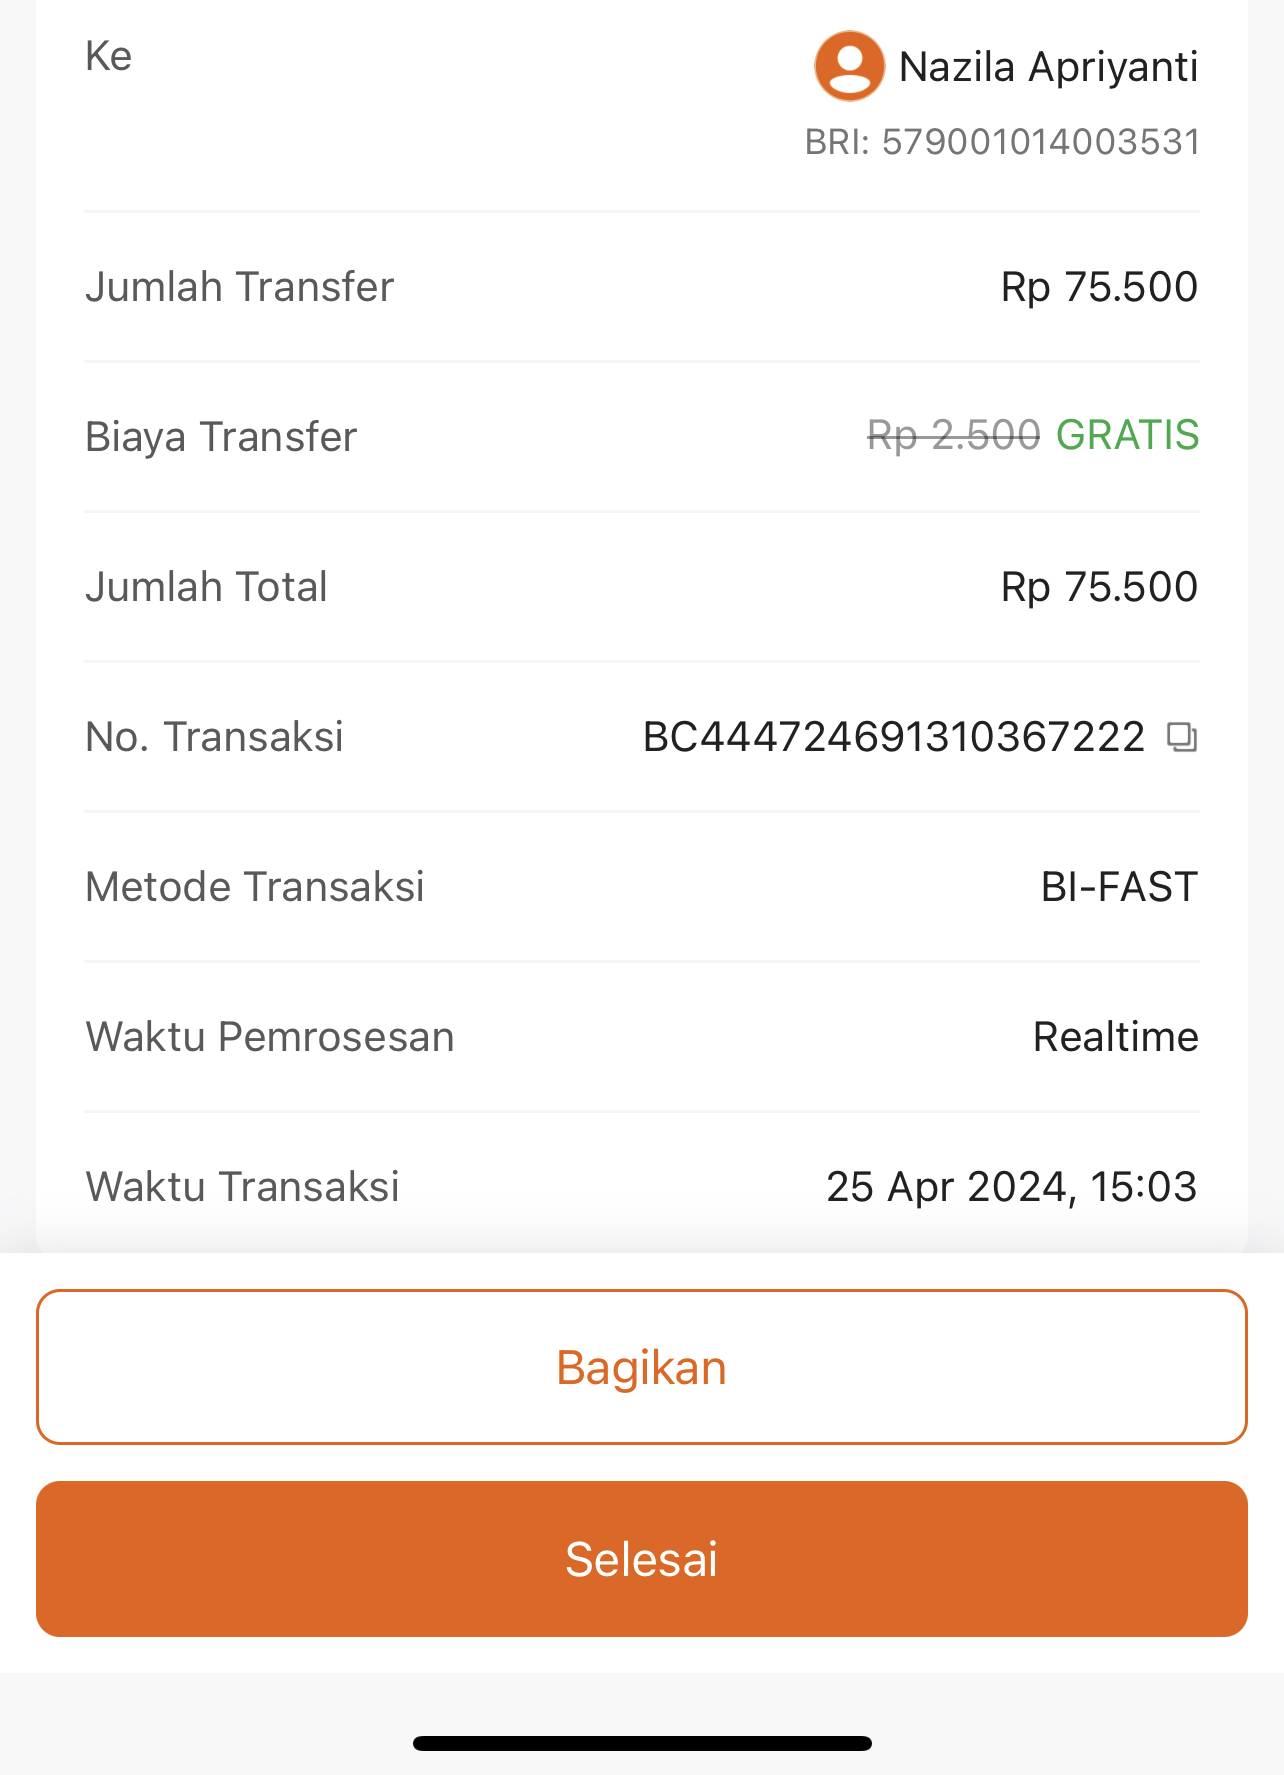 Ke
Nazila Apriyanti
BRI: 579001014003531
Jumlah Transfer Rp 75.500
Biaya Transfer Rp 2.500 GRATIS
Jumlah Total Rp 75.500
No. Transaksi BC444724691310367222
Metode Transaksi BI-FAST
Waktu Pemrosesan Realtime
Waktu Transaksi 25 Apr 2024, 15:03
Bagikan
Selesai